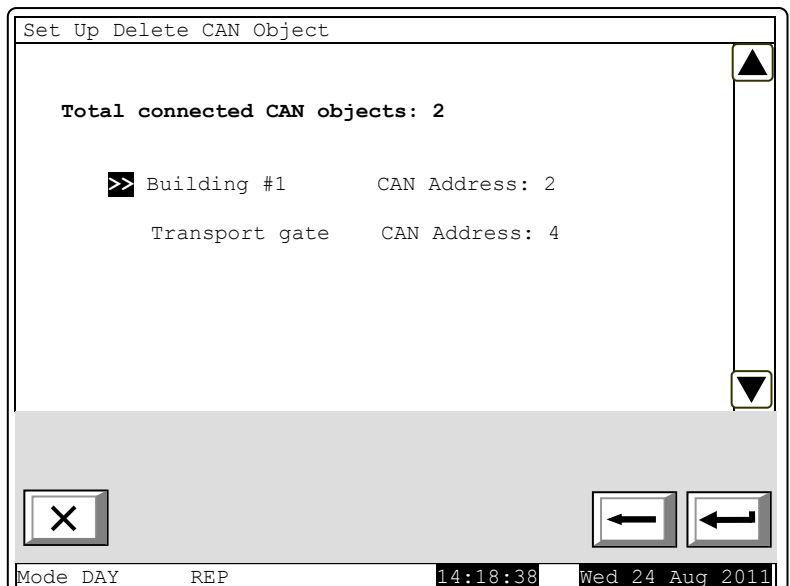 Set Up Delete CAN Object
Total connected CAN objects: 2
>> Building #1 CAN Address: 2
Transport gate CAN Address: 4
Mode DAY REP 14:18:38 Wed 24 Aug 2011